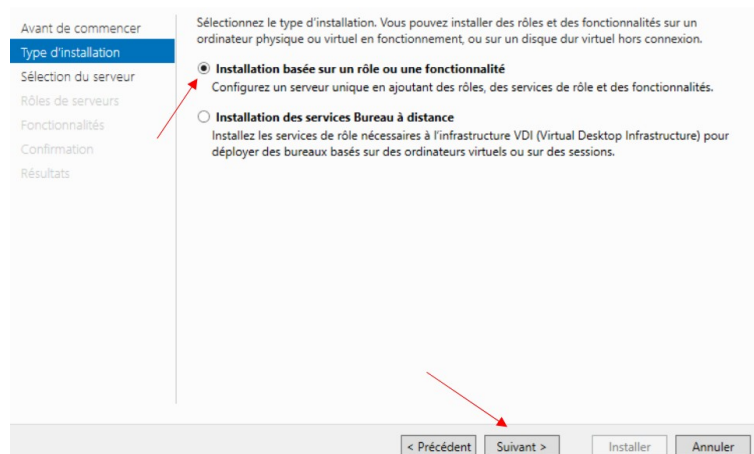 Avant de commencer
Type d'installation
Sélection du serveur
Rôles de serveurs
Fonctionnalités
Confirmation
Résultats
Sélectionnez le type d'installation. Vous pouvez installer des rôles et des fonctionnalités sur un
ordinateur physique ou virtuel en fonctionnement, ou sur un disque dur virtuel hors connexion.
Installation basée sur un rôle ou une fonctionnalité
Configurez un serveur unique en ajoutant des rôles, des services de rôle et des fonctionnalités.
Installation des services Bureau à distance
Installez les services de rôle nécessaires à l'infrastructure VDI (Virtual Desktop Infrastructure) pour
déployer des bureaux basés sur des ordinateurs virtuels ou sur des sessions.
< Précédent Suivant > Installer Annuler